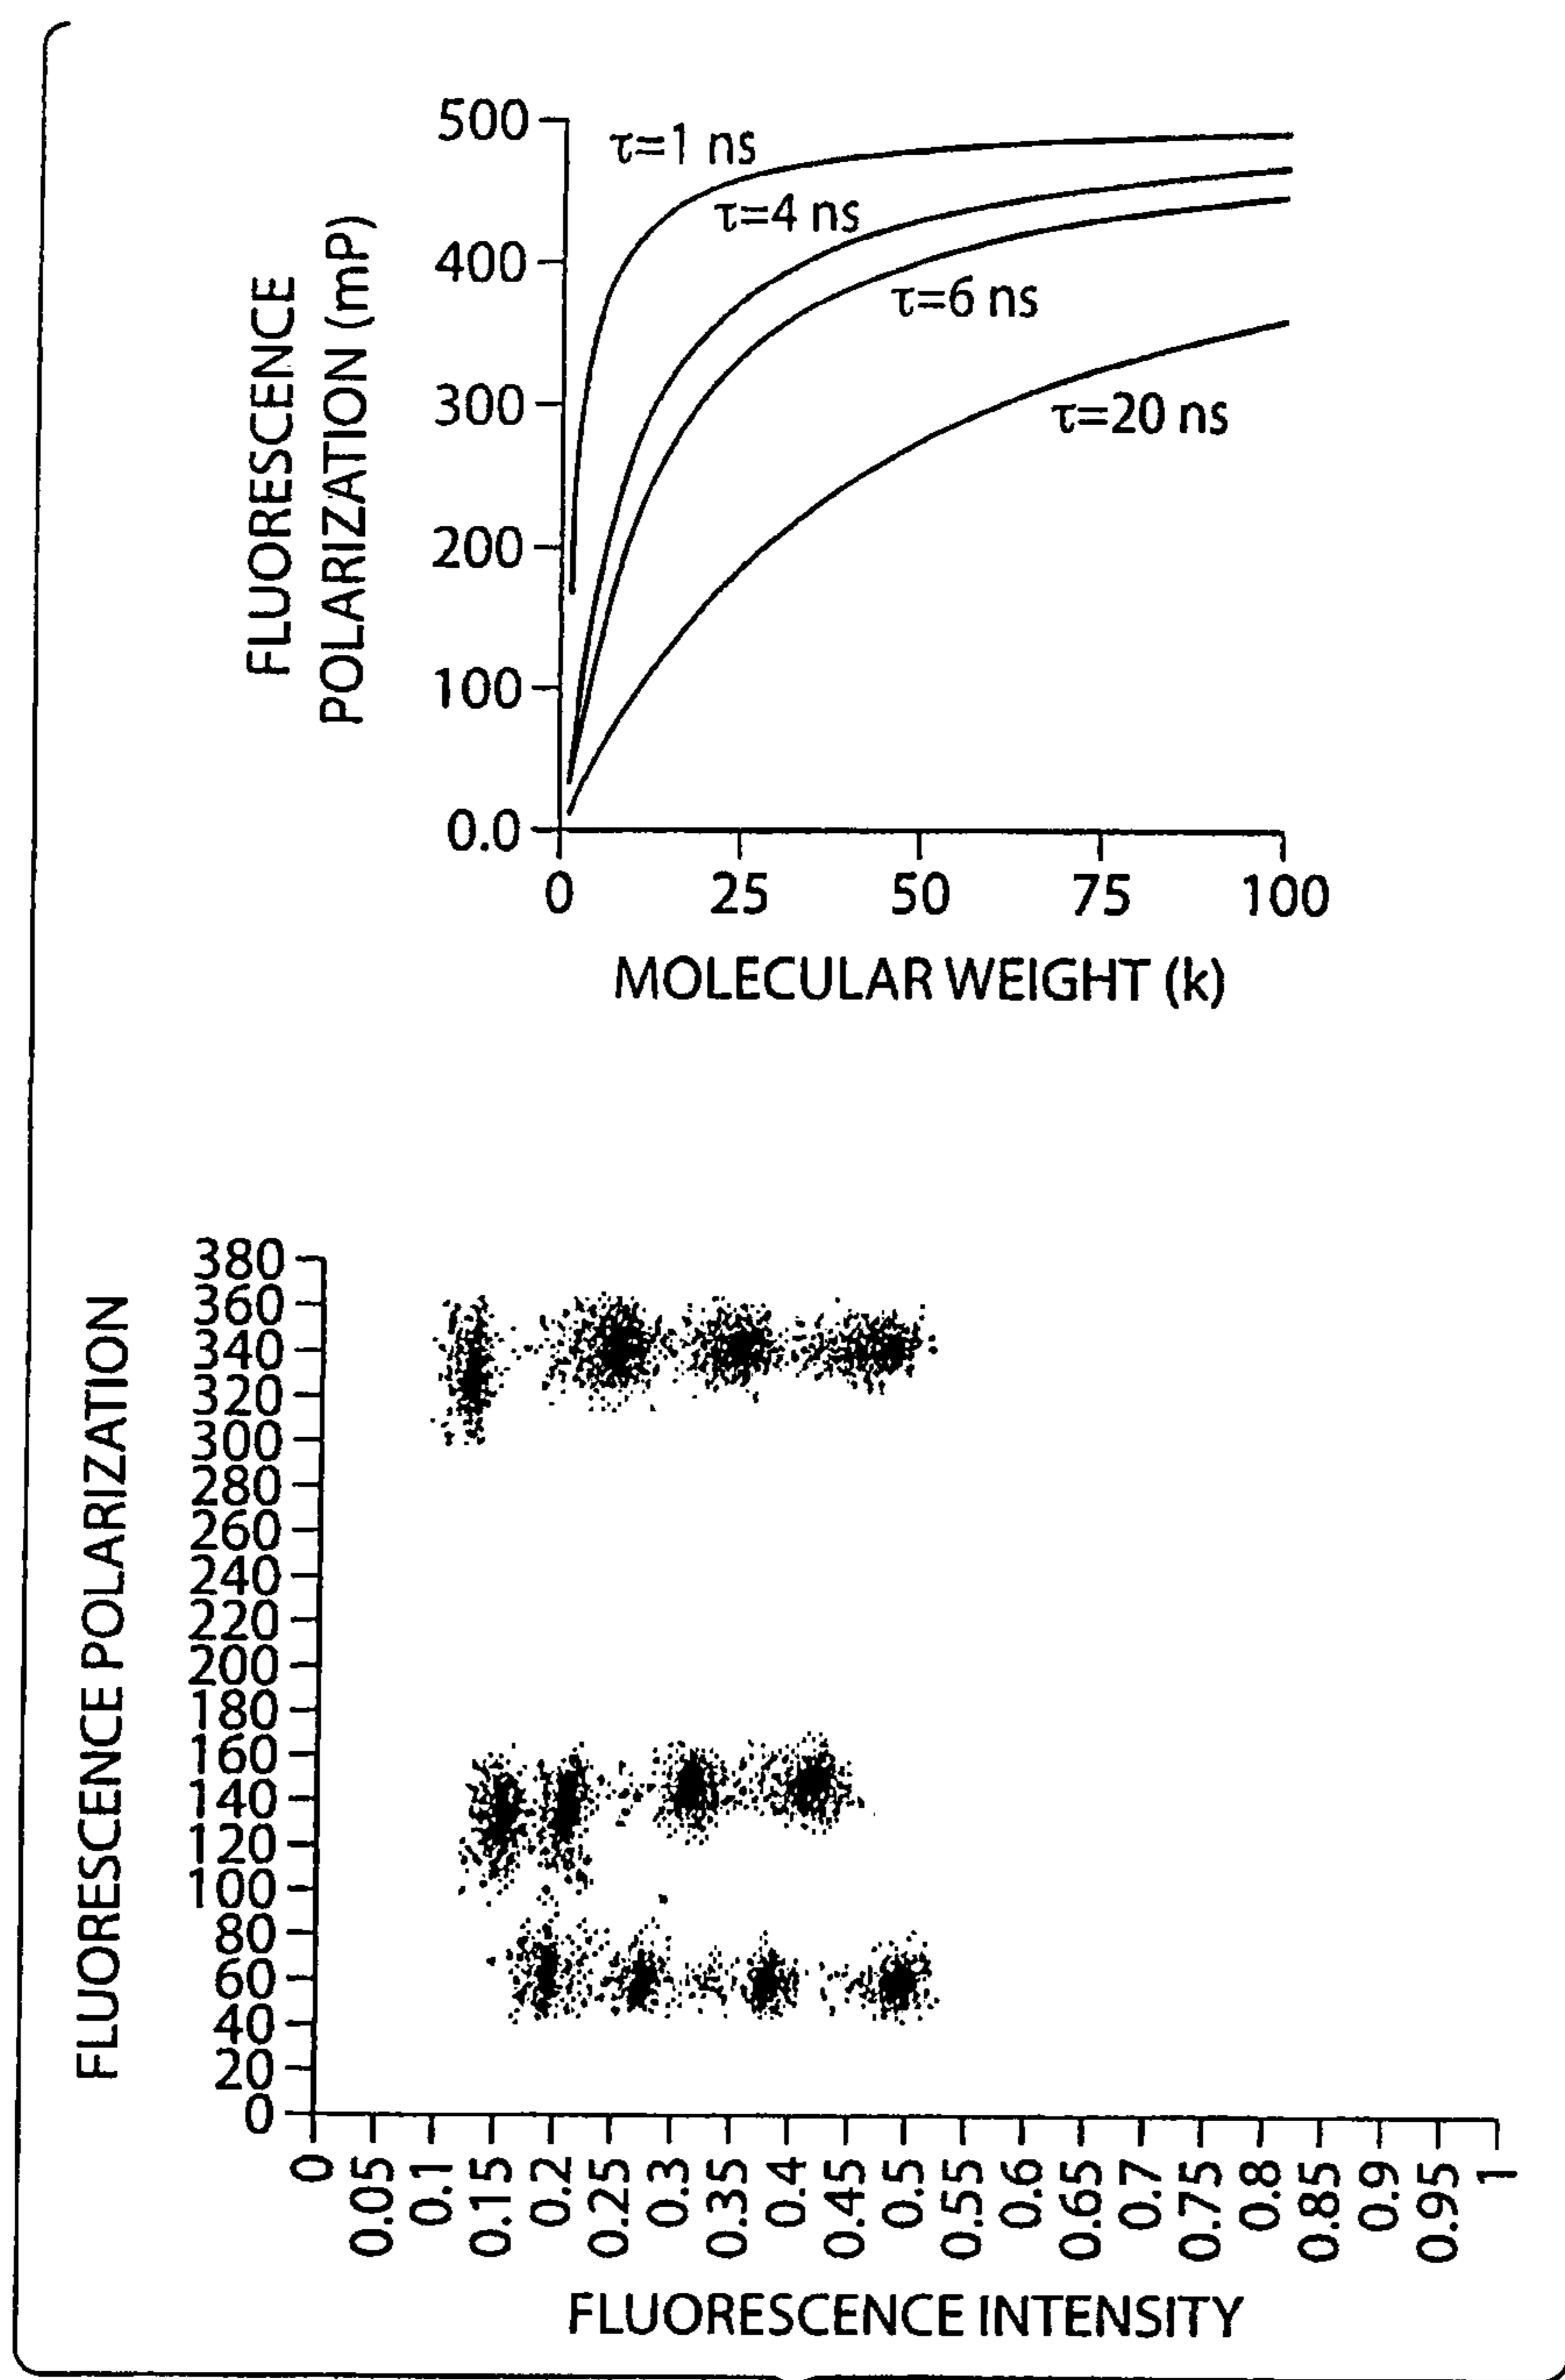 500
τ=1 ns
τ=4 ns
400
τ=6 ns
300
τ=20 ns
200
100
0.0
FLUORESCENCE
POLARIZATION (mP)
0 25 50 75 100
MOLECULAR WEIGHT (k)
380
360
340
320
300
280
260
240
220
200
180
160
140
120
100
80
60
40
20
0
FLUORESCENCE POLARIZATION
0 0.05 0.1 0.15 0.2 0.25 0.3 0.35 0.4 0.45 0.5 0.55 0.6 0.65 0.7 0.75 0.8 0.85 0.9 0.95 1
FLUORESCENCE INTENSITY